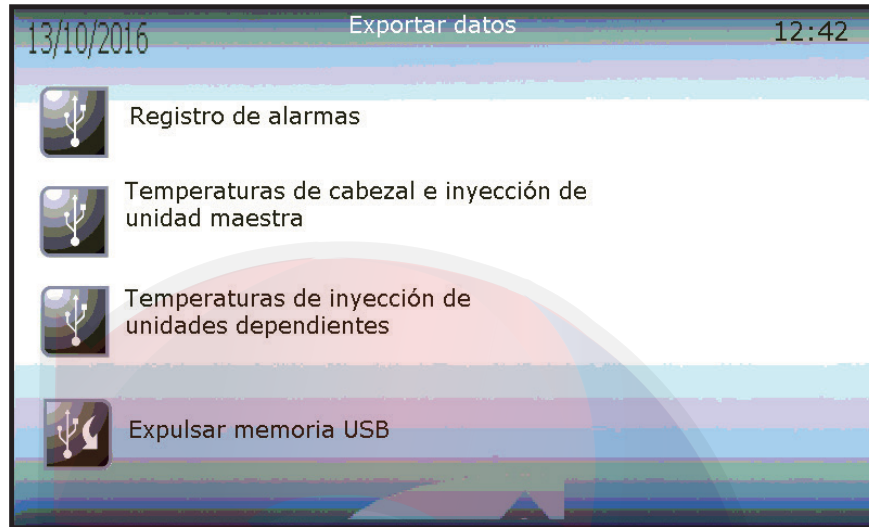 13/10/2016
Exportar datos
12:42
Registro de alarmas
Temperaturas de cabezal e inyección de
unidad maestra
Temperaturas de inyección de
unidades dependientes
Expulsar memoria USB